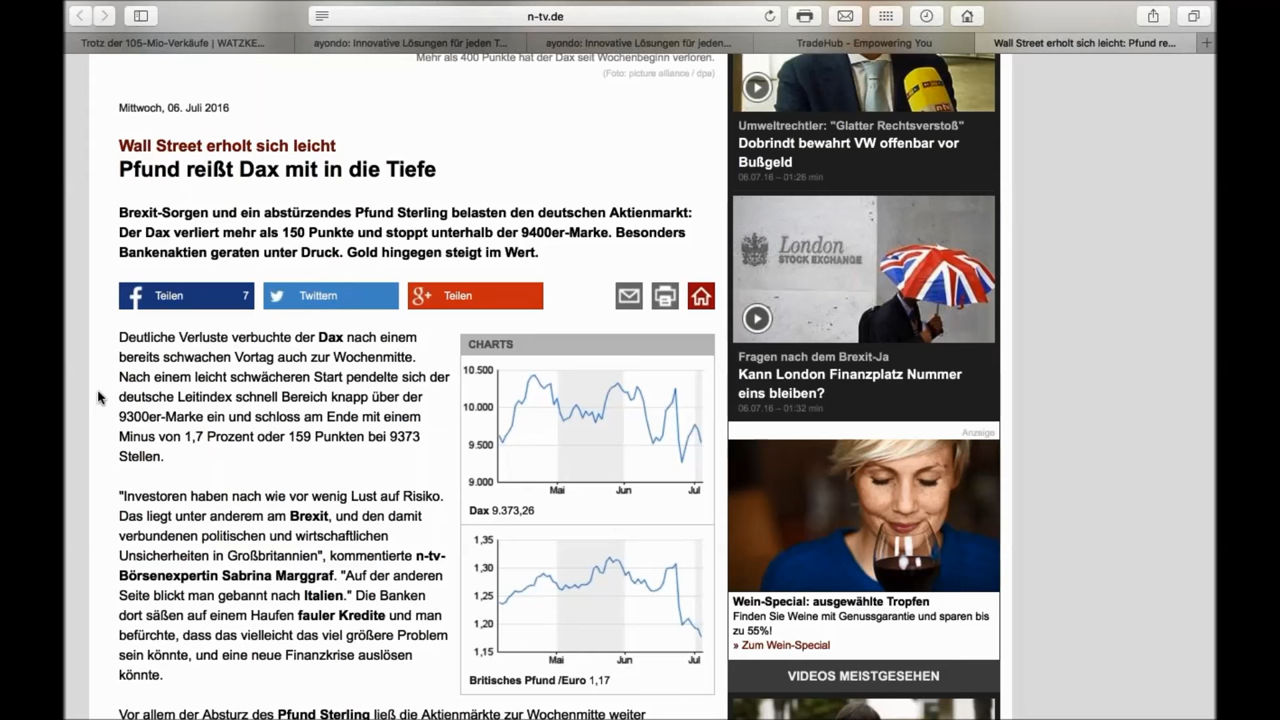 n-tv.de
Trotz der 105-Mio-Verkäufe | WATZKE...
ayondo: Innovative Lösungen für jeden T...
ayondo: Innovative Lösungen für jeden...
TradeHub - Empowering You
Wall Street erholt sich leicht: Pfund re...
Mehr als 400 Punkte hat der Dax seit Wochenbeginn verloren.
(Foto: picture alliance / dpa)
Mittwoch, 06. Juli 2016
Wall Street erholt sich leicht
Pfund reißt Dax mit in die Tiefe
Brexit-Sorgen und ein abstürzendes Pfund Sterling belasten den deutschen Aktienmarkt:
Der Dax verliert mehr als 150 Punkte und stoppt unterhalb der 9400er-Marke. Besonders
Bankenaktien geraten unter Druck. Gold hingegen steigt im Wert.
f Teilen 7
Twittern
g+ Teilen
Deutliche Verluste verbuchte der Dax nach einem
bereits schwachen Vortag auch zur Wochenmitte.
Nach einem leicht schwächeren Start pendelte sich der
deutsche Leitindex schnell Bereich knapp über der
9300er-Marke ein und schloss am Ende mit einem
Minus von 1,7 Prozent oder 159 Punkten bei 9373
Stellen.
"Investoren haben nach wie vor wenig Lust auf Risiko.
Das liegt unter anderem am Brexit, und den damit
verbundenen politischen und wirtschaftlichen
Unsicherheiten in Großbritannien", kommentierte n-tv-
Börsenexpertin Sabrina Marggraf. "Auf der anderen
Seite blickt man gebannt nach Italien." Die Banken
dort säßen auf einem Haufen fauler Kredite und man
befürchte, dass das vielleicht das viel größere Problem
sein könnte, und eine neue Finanzkrise auslösen
könnte.
Vor allem der Absturz des Pfund Sterling ließ die Aktienmärkte zur Wochenmitte weiter
CHARTS
10.500
10.000
9.500
9.000
Mai Jun Jul
Dax 9.373,26
1,35
1,30
1,25
1,20
1,15
Mai Jun Jul
Britisches Pfund /Euro 1,17
Umweltrechtler: "Glatter Rechtsverstoß"
Dobrindt bewahrt VW offenbar vor
Bußgeld
06.07.16 – 01:26 min
London
STOCK EXCHANGE
Fragen nach dem Brexit-Ja
Kann London Finanzplatz Nummer
eins bleiben?
06.07.16 – 01:32 min
Anzeige
Wein-Special: ausgewählte Tropfen
Finden Sie Weine mit Genussgarantie und sparen bis
zu 55%!
» Zum Wein-Special
VIDEOS MEISTGESEHEN